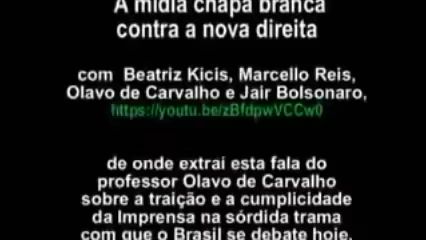 A mídia chapa branca
contra a nova direita
com Beatriz Kicis, Marcello Reis,
Olavo de Carvalho e Jair Bolsonaro,
https://youtu.be/zBfdpwVCCw0
de onde extrai esta fala do
professor Olavo de Carvalho
sobre a traição e a cumplicidade
da Imprensa na sórdida trama
com que o Brasil se debate hoje.